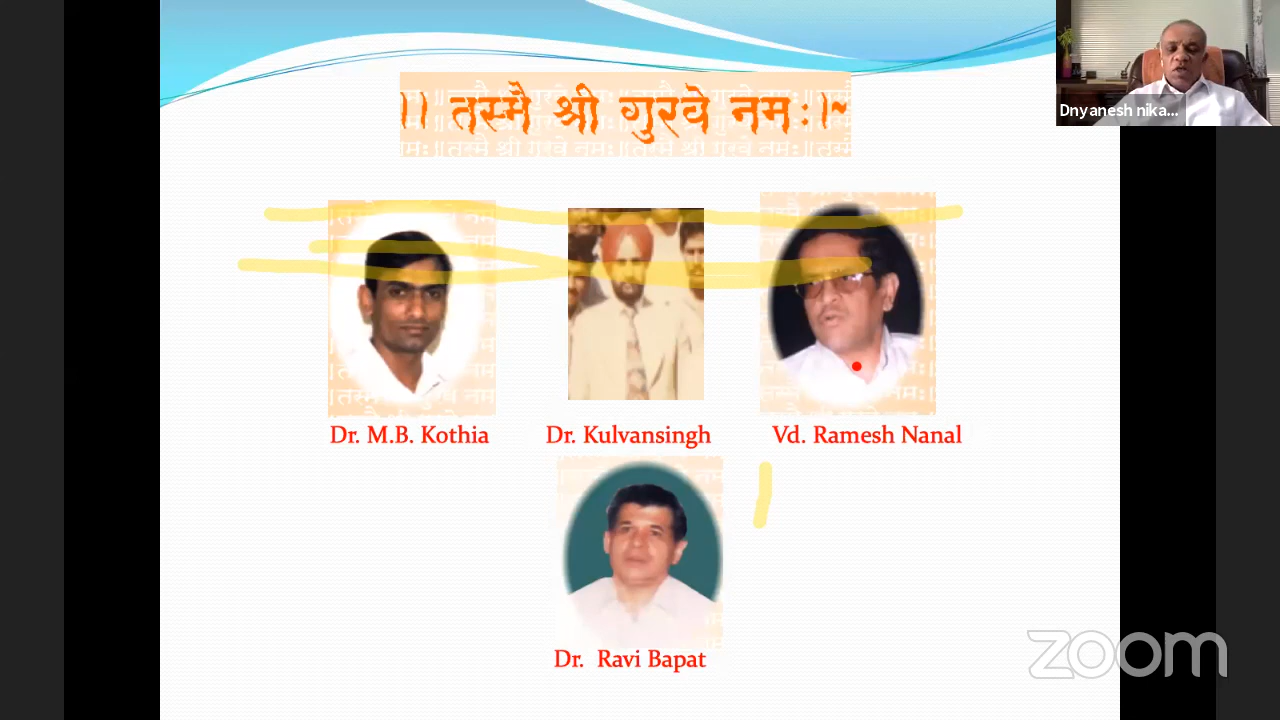 ।। तस्मै श्री गुरवे नमः।~
Dnyanesh nika...
Dr. M.B. Kothia
Dr. Kulvansingh
Vd. Ramesh Nanal
Dr. Ravi Bapat
zoom